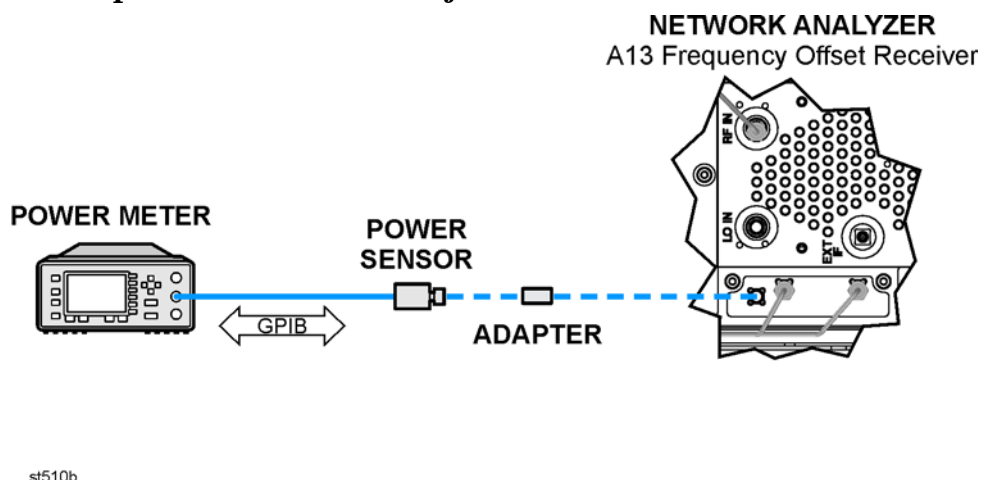 NETWORK ANALYZER
A13 Frequency Offset Receiver
RF IN
POWER METER
POWER
SENSOR
LO IN
EXT
IF
GPIB
ADAPTER
st510b